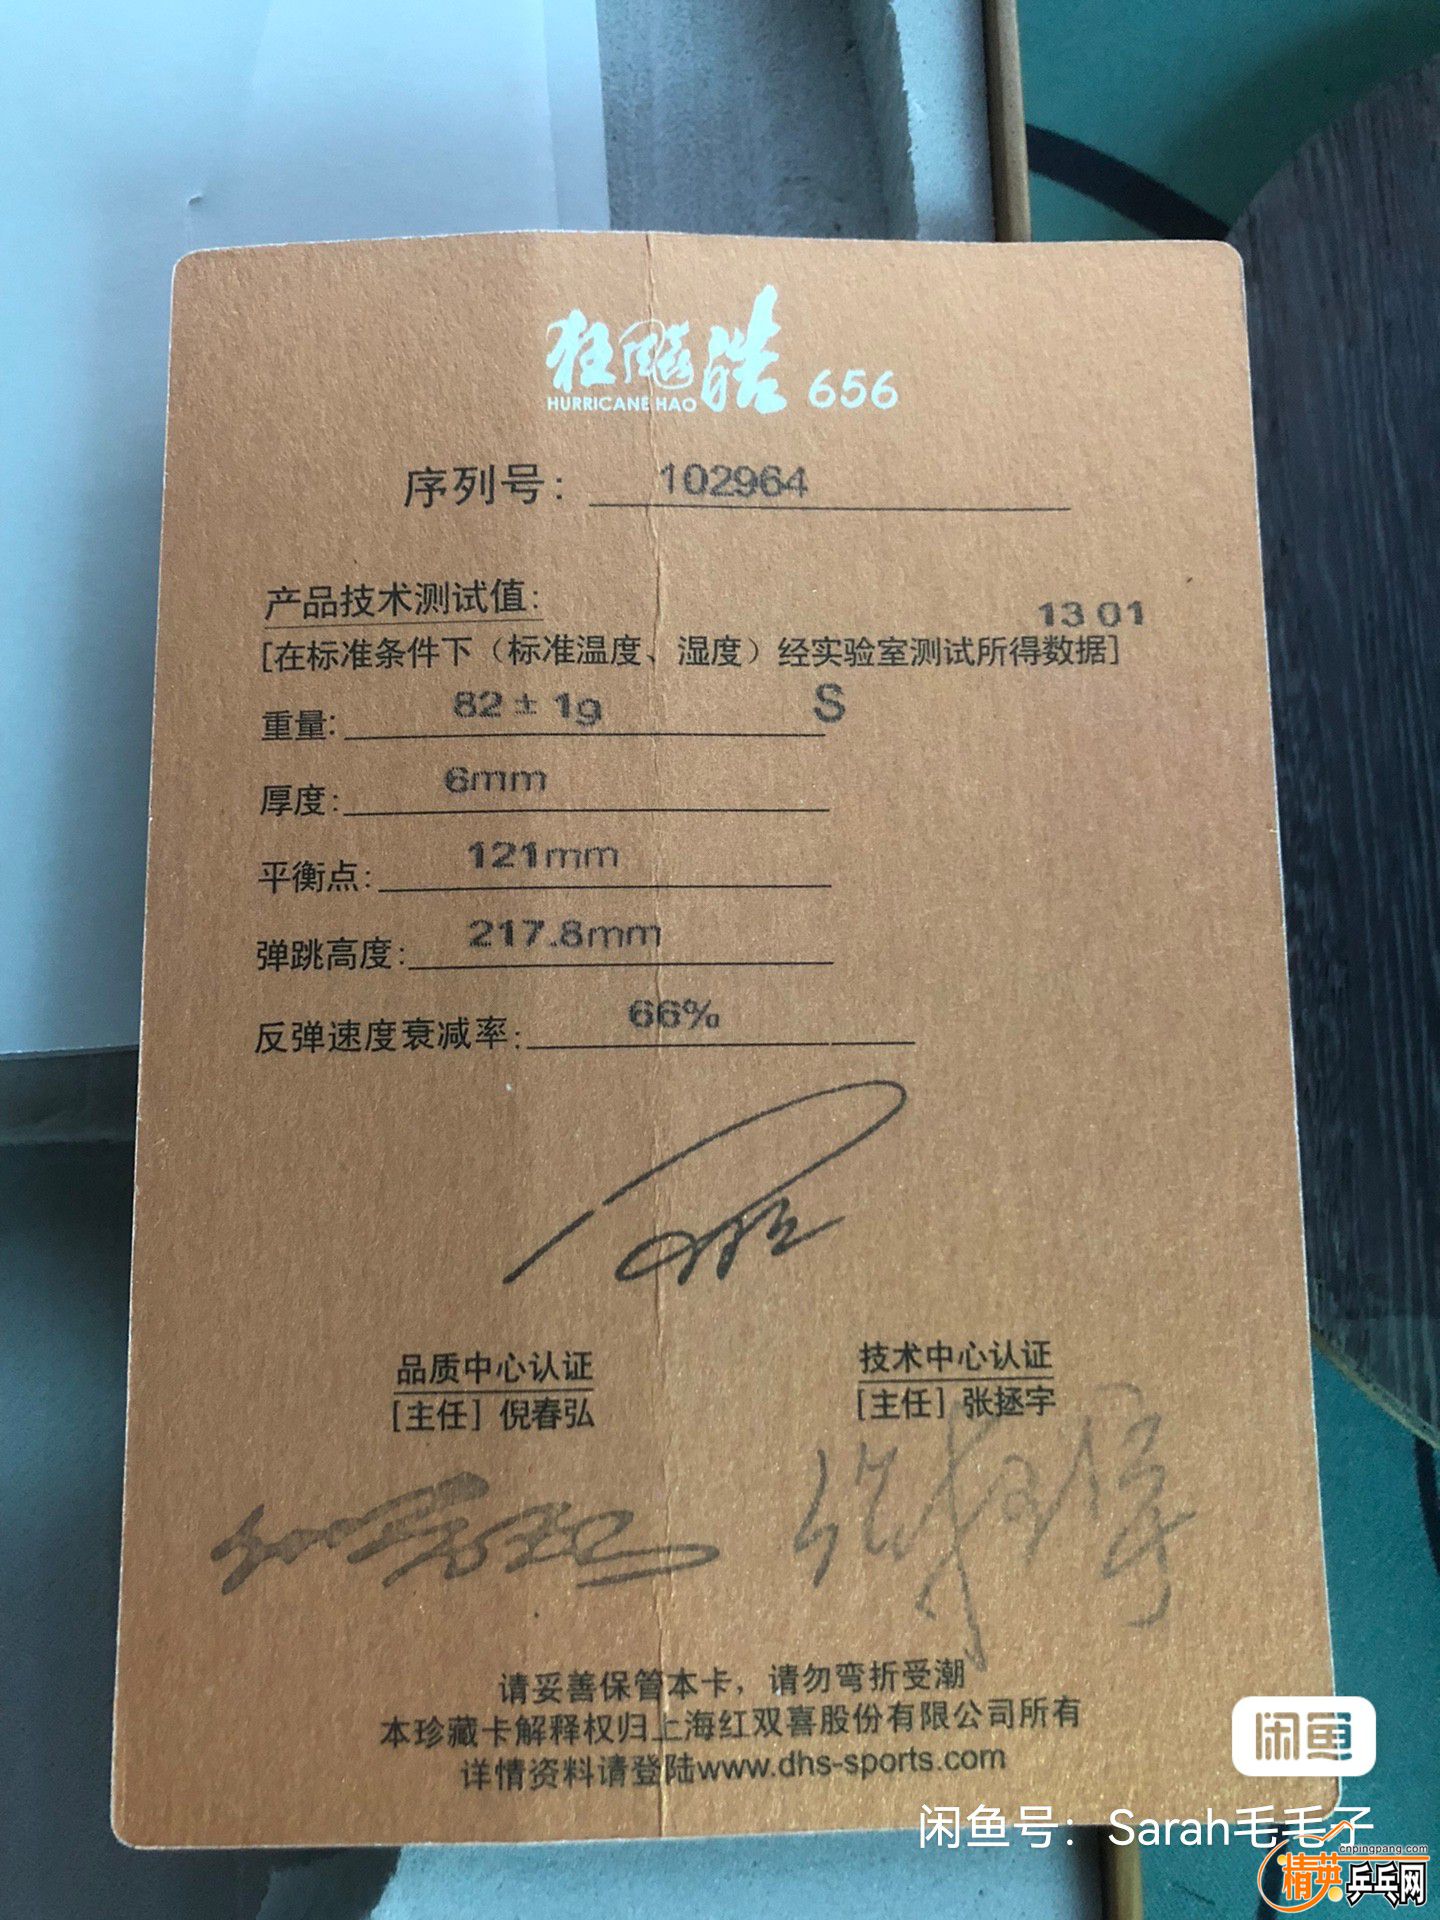 狂飚皓 656
HURRICANE HAO
序列号: 102964
产品技术测试值:
13 01
[在标准条件下（标准温度、湿度）经实验室测试所得数据]
重量: 82 ± 1g S
厚度: 6mm
平衡点: 121mm
弹跳高度: 217.8mm
反弹速度衰减率: 66%
品质中心认证
[主任] 倪春弘
技术中心认证
[主任] 张拯宇
请妥善保管本卡，请勿弯折受潮
本珍藏卡解释权归上海红双喜股份有限公司所有
详情资料请登陆www.dhs-sports.com
闲鱼
闲鱼号：Sarah毛毛子
cnpingpang.com
精英乒乓网